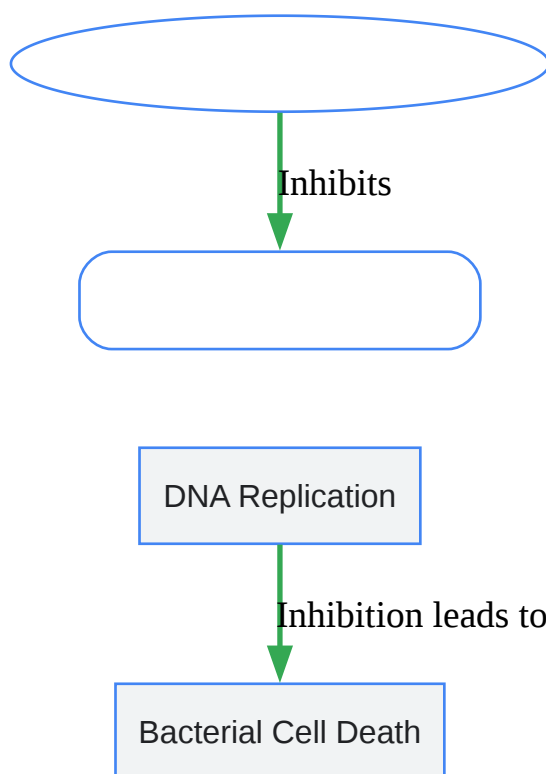 Inhibits
DNA Replication
Inhibition leads to
Bacterial Cell Death